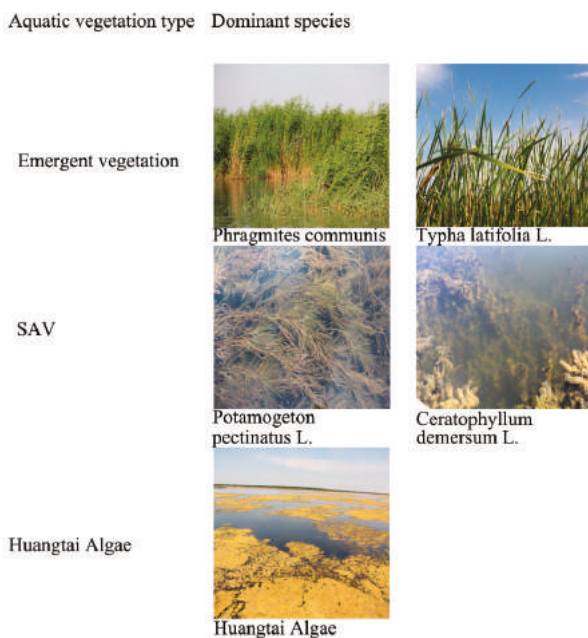 Aquatic vegetation type Dominant species
Emergent vegetation
Phragmites communis Typha latifolia L.
SAV
Potamogeton pectinatus L.
Ceratophyllum demersum L.
Huangtai Algae
Huangtai Algae